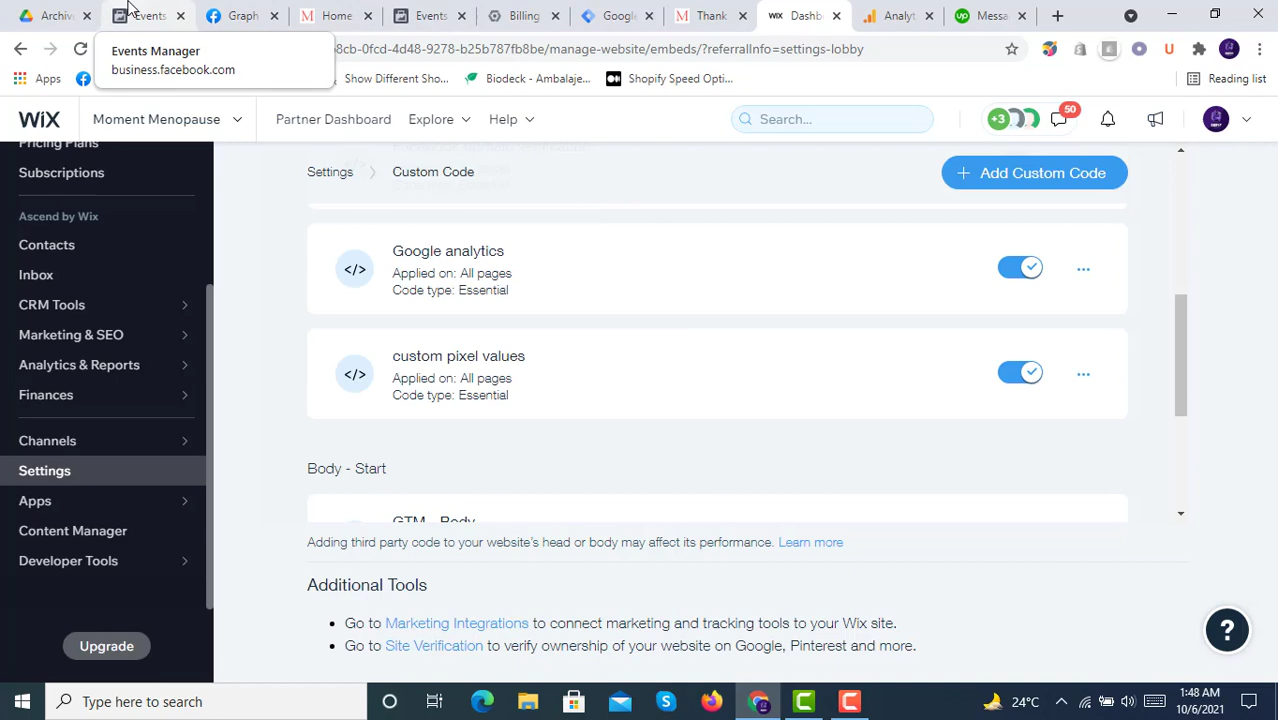 Archiv
Events
Graph
Home
Events
Billing
Google
Thank
WIX Dashb
Analyt
up Messa
8cb-0fcd-4d48-9278-b25b787fb82c/manage-website/embeds/?referralInfo=settings-lobby
Events Manager
business.facebook.com
Apps
Show Different Sho...
Biodeck - Ambalaje...
Shopify Speed Opti...
Reading list
WIX
Moment Menopause
Partner Dashboard
Explore
Help
Search...
+3
50
Pricing Plans
Subscriptions
Ascend by Wix
Contacts
Inbox
CRM Tools
Marketing & SEO
Analytics & Reports
Finances
Channels
Settings
Apps
Content Manager
Developer Tools
Upgrade
Settings
Custom Code
+ Add Custom Code
</>
Google analytics
Applied on: All pages
Code type: Essential
...
</>
custom pixel values
Applied on: All pages
Code type: Essential
...
Body - Start
GTM - Body
Adding third party code to your website's head or body may affect its performance. Learn more
Additional Tools
• Go to Marketing Integrations to connect marketing and tracking tools to your Wix site.
• Go to Site Verification to verify ownership of your website on Google, Pinterest and more.
?
Type here to search
24°C
1:48 AM
10/6/2021